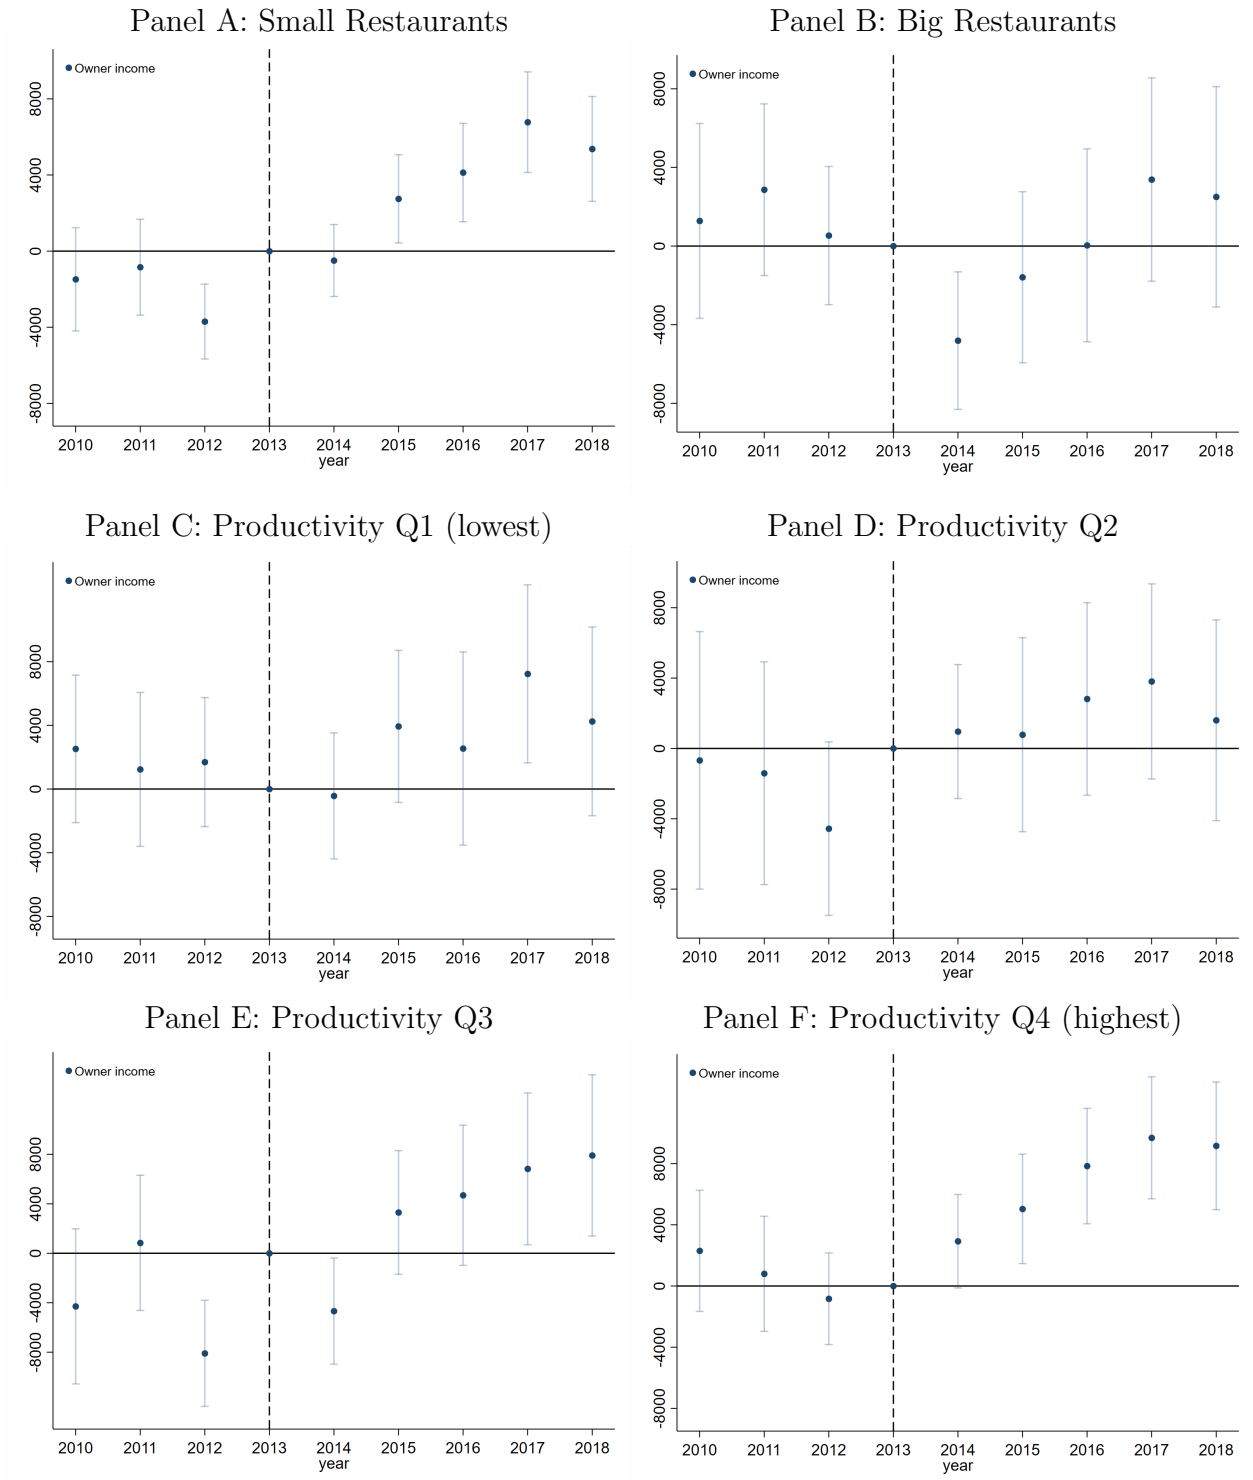 Panel A: Small Restaurants
Owner income
8000
4000
0
-4000
-8000
2010 2011 2012 2013 2014 2015 2016 2017 2018
year
Panel B: Big Restaurants
Owner income
8000
4000
0
-4000
-8000
2010 2011 2012 2013 2014 2015 2016 2017 2018
year
Panel C: Productivity Q1 (lowest)
Owner income
8000
4000
0
-4000
-8000
2010 2011 2012 2013 2014 2015 2016 2017 2018
year
Panel D: Productivity Q2
Owner income
8000
4000
0
-4000
-8000
2010 2011 2012 2013 2014 2015 2016 2017 2018
year
Panel E: Productivity Q3
Owner income
8000
4000
0
-4000
-8000
2010 2011 2012 2013 2014 2015 2016 2017 2018
year
Panel F: Productivity Q4 (highest)
Owner income
8000
4000
0
-4000
-8000
2010 2011 2012 2013 2014 2015 2016 2017 2018
year